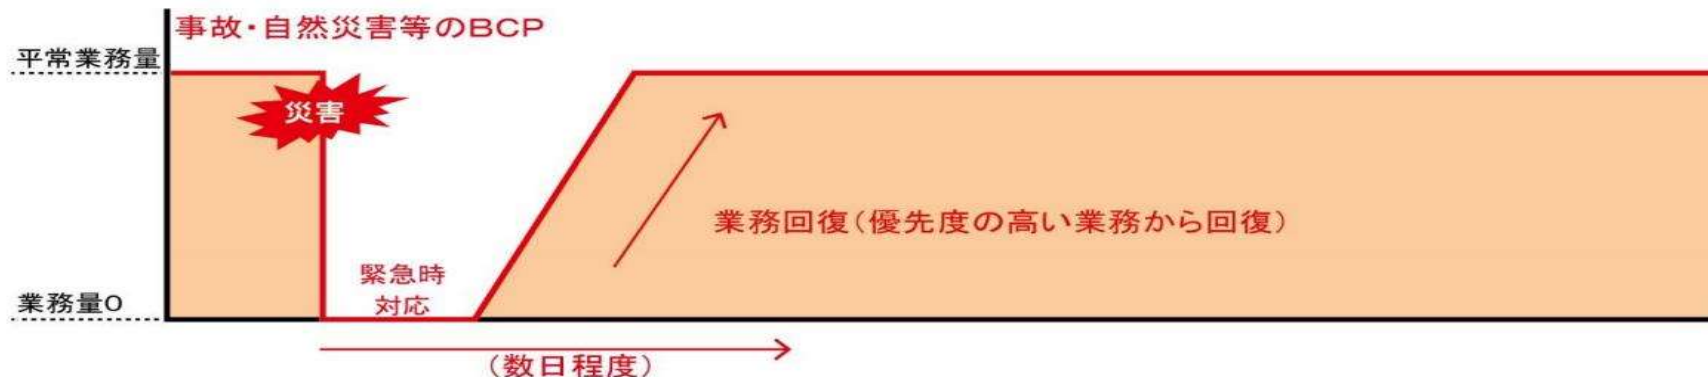 事故・自然災害等のBCP
平常業務量
災害
業務回復(優先度の高い業務から回復)
緊急時
対応
業務量0
(数日程度)